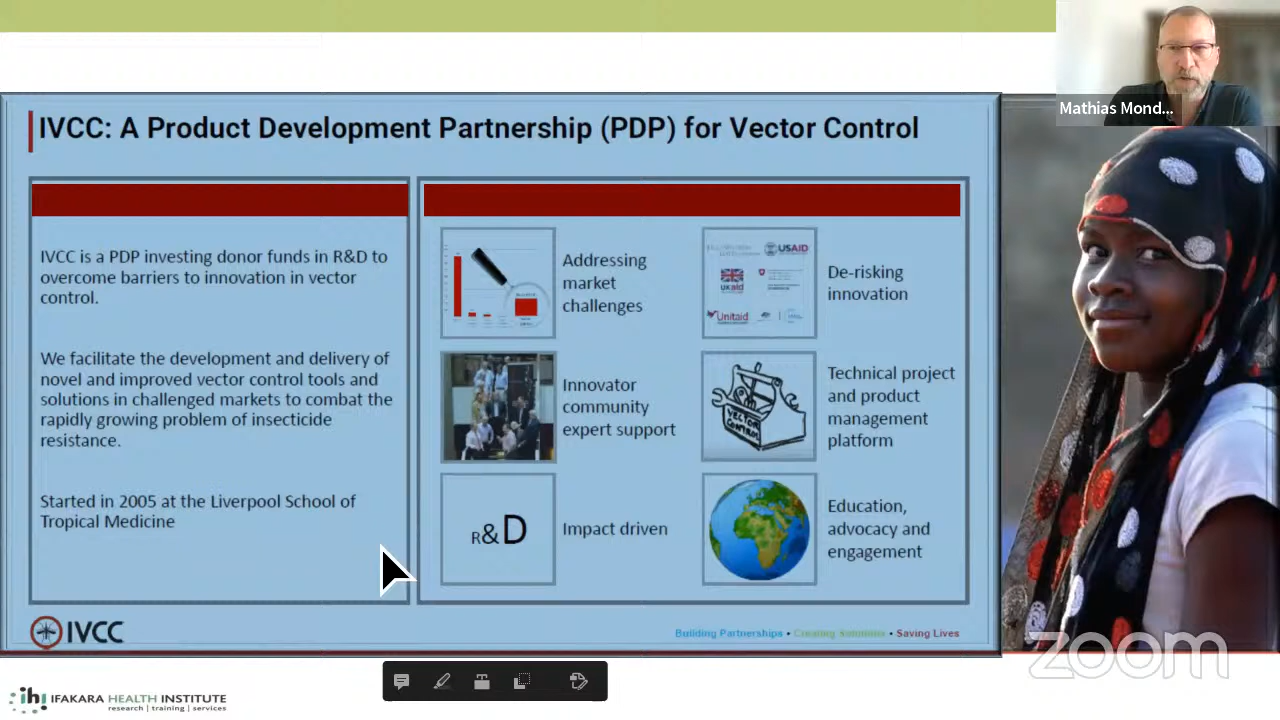 Mathias Mond...
IVCC: A Product Development Partnership (PDP) for Vector Control
IVCC is a PDP investing donor funds in R&D to
overcome barriers to innovation in vector
control.
We facilitate the development and delivery of
novel and improved vector control tools and
solutions in challenged markets to combat the
rapidly growing problem of insecticide
resistance.
Started in 2005 at the Liverpool School of
Tropical Medicine
Addressing
market
challenges
USAID
ukaid
Unitaid
De-risking
innovation
Innovator
community
expert support
VECTOR
CONTROL
Technical project
and product
management
platform
R&D
Impact driven
Education,
advocacy and
engagement
IVCC
Building Partnerships • Creating Solutions • Saving Lives
zoom
ihi IFAKARA HEALTH INSTITUTE
research | training | services